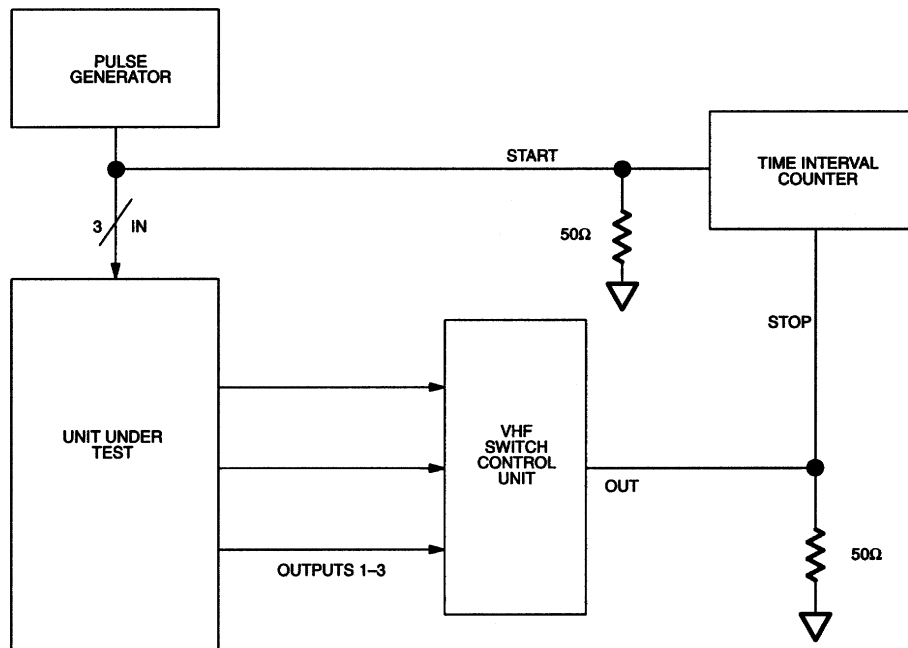 PULSE
GENERATOR
START
TIME INTERVAL
COUNTER
3 IN
50Ω
STOP
UNIT UNDER
TEST
VHF
SWITCH
CONTROL
UNIT
OUT
OUTPUTS 1–3
50Ω